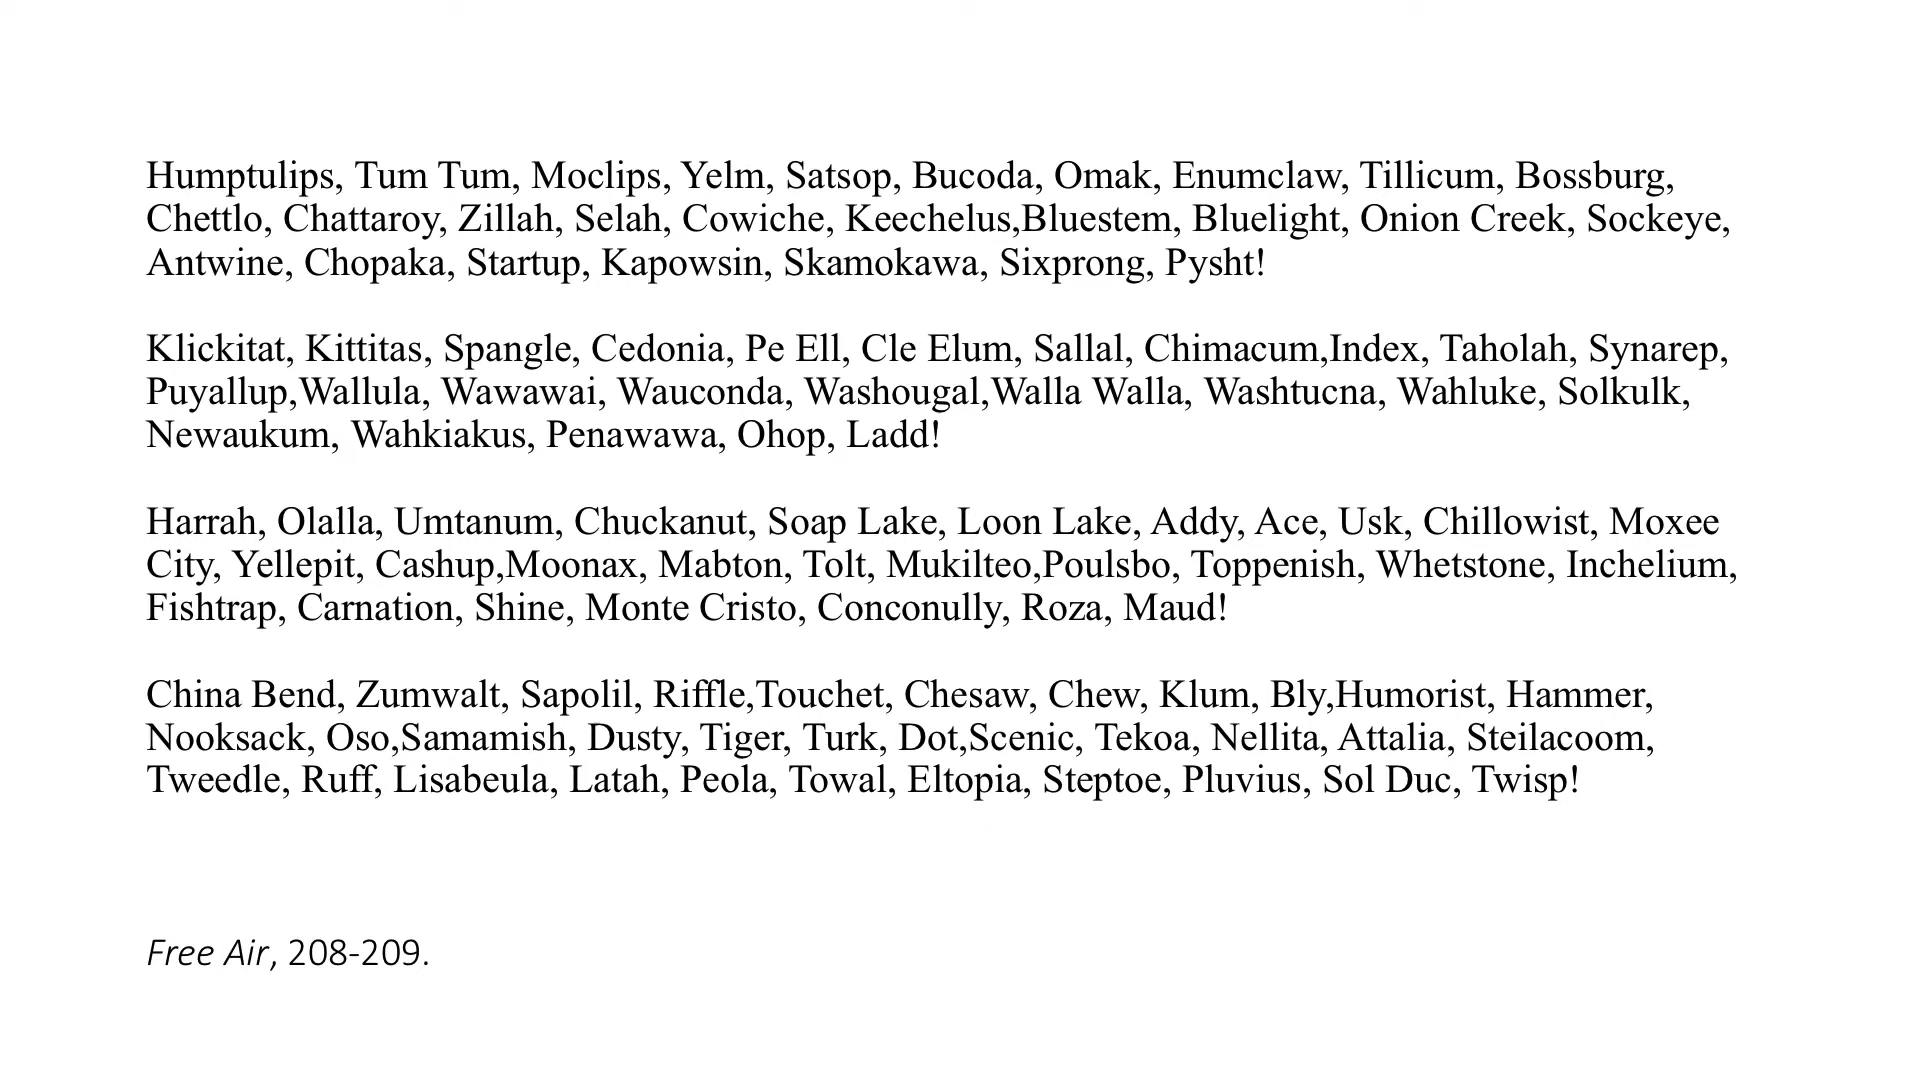 Humptulips, Tum Tum, Moclips, Yelm, Satsop, Bucoda, Omak, Enumclaw, Tillicum, Bossburg,
Chettlo, Chattaroy, Zillah, Selah, Cowiche, Keechelus,Bluestem, Bluelight, Onion Creek, Sockeye,
Antwine, Chopaka, Startup, Kapowsin, Skamokawa, Sixprong, Pysht!
Klickitat, Kittitas, Spangle, Cedonia, Pe Ell, Cle Elum, Sallal, Chimacum,Index, Taholah, Synarep,
Puyallup,Wallula, Wawawai, Wauconda, Washougal,Walla Walla, Washtucna, Wahluke, Solkulk,
Newaukum, Wahkiakus, Penawawa, Ohop, Ladd!
Harrah, Olalla, Umtanum, Chuckanut, Soap Lake, Loon Lake, Addy, Ace, Usk, Chillowist, Moxee
City, Yellepit, Cashup,Moonax, Mabton, Tolt, Mukilteo,Poulsbo, Toppenish, Whetstone, Inchelium,
Fishtrap, Carnation, Shine, Monte Cristo, Conconully, Roza, Maud!
China Bend, Zumwalt, Sapolil, Riffle,Touchet, Chesaw, Chew, Klum, Bly,Humorist, Hammer,
Nooksack, Oso,Samamish, Dusty, Tiger, Turk, Dot,Scenic, Tekoa, Nellita, Attalia, Steilacoom,
Tweedle, Ruff, Lisabeula, Latah, Peola, Towal, Eltopia, Steptoe, Pluvius, Sol Duc, Twisp!
Free Air, 208-209.